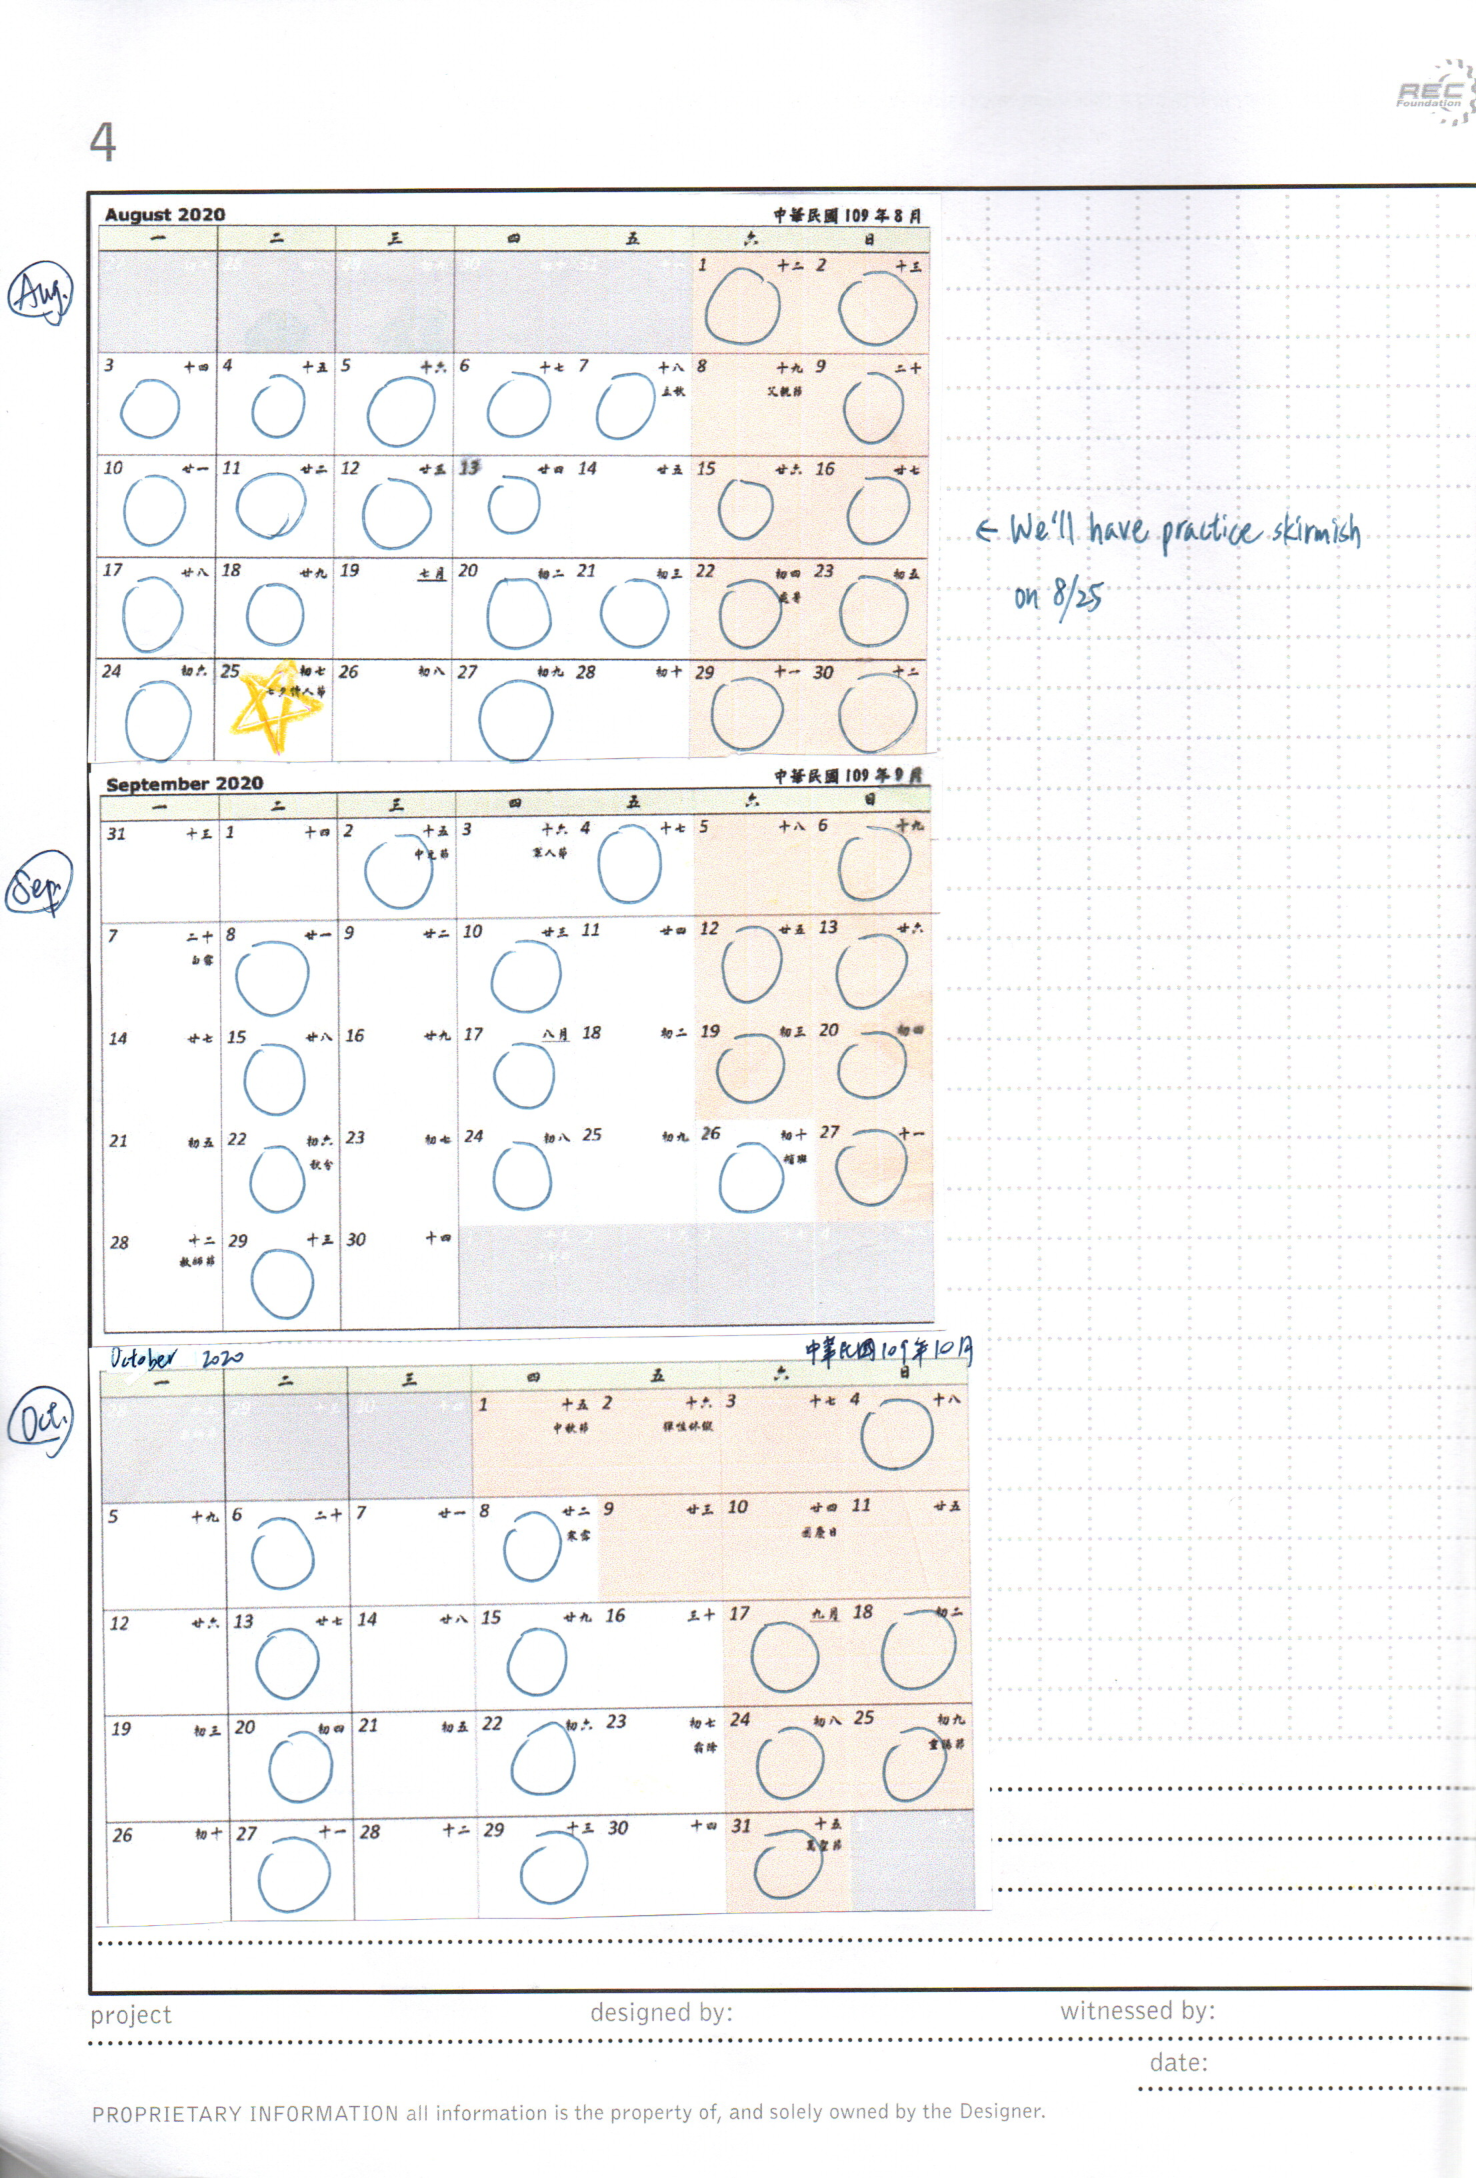 REC
Foundation
4
August 2020 中華民國 109 年 8 月
一 二 三 四 五 六 日
Aug.
1 十二 2 十三
3 十四 4 十五 5 十六 6 十七 7 十八 8 十九 9 二十
立秋 父親節
10 廿一 11 廿二 12 廿三 13 廿四 14 廿五 15 廿六 16 廿七
← We'll have practice skirmish
on 8/25
17 廿八 18 廿九 19 七月 20 初二 21 初三 22 初四 23 初五
處暑
24 初六 25 初七 26 初八 27 初九 28 初十 29 十一 30 十二
七夕情人節
September 2020 中華民國 109 年 9 月
一 二 三 四 五 六 日
Sep.
31 十三 1 十四 2 十五 3 十六 4 十七 5 十八 6 十九
中元節 軍人節
7 二十 8 廿一 9 廿二 10 廿三 11 廿四 12 廿五 13 廿六
白露
14 廿七 15 廿八 16 廿九 17 八月 18 初二 19 初三 20 初四
21 初五 22 初六 23 初七 24 初八 25 初九 26 初十 27 十一
秋分 補班
28 十二 29 十三 30 十四
教師節
October 2020 中華民國109年10月
一 二 三 四 五 六 日
Oct.
1 十五 2 十六 3 十七 4 十八
中秋節 彈性休假
5 十九 6 二十 7 廿一 8 廿二 9 廿三 10 廿四 11 廿五
寒露 國慶日
12 廿六 13 廿七 14 廿八 15 廿九 16 三十 17 九月 18 初二
19 初三 20 初四 21 初五 22 初六 23 初七 24 初八 25 初九
霜降 重陽節
26 初十 27 十一 28 十二 29 十三 30 十四 31 十五
萬聖節
project designed by: witnessed by:
date:
PROPRIETARY INFORMATION all information is the property of, and solely owned by the Designer.